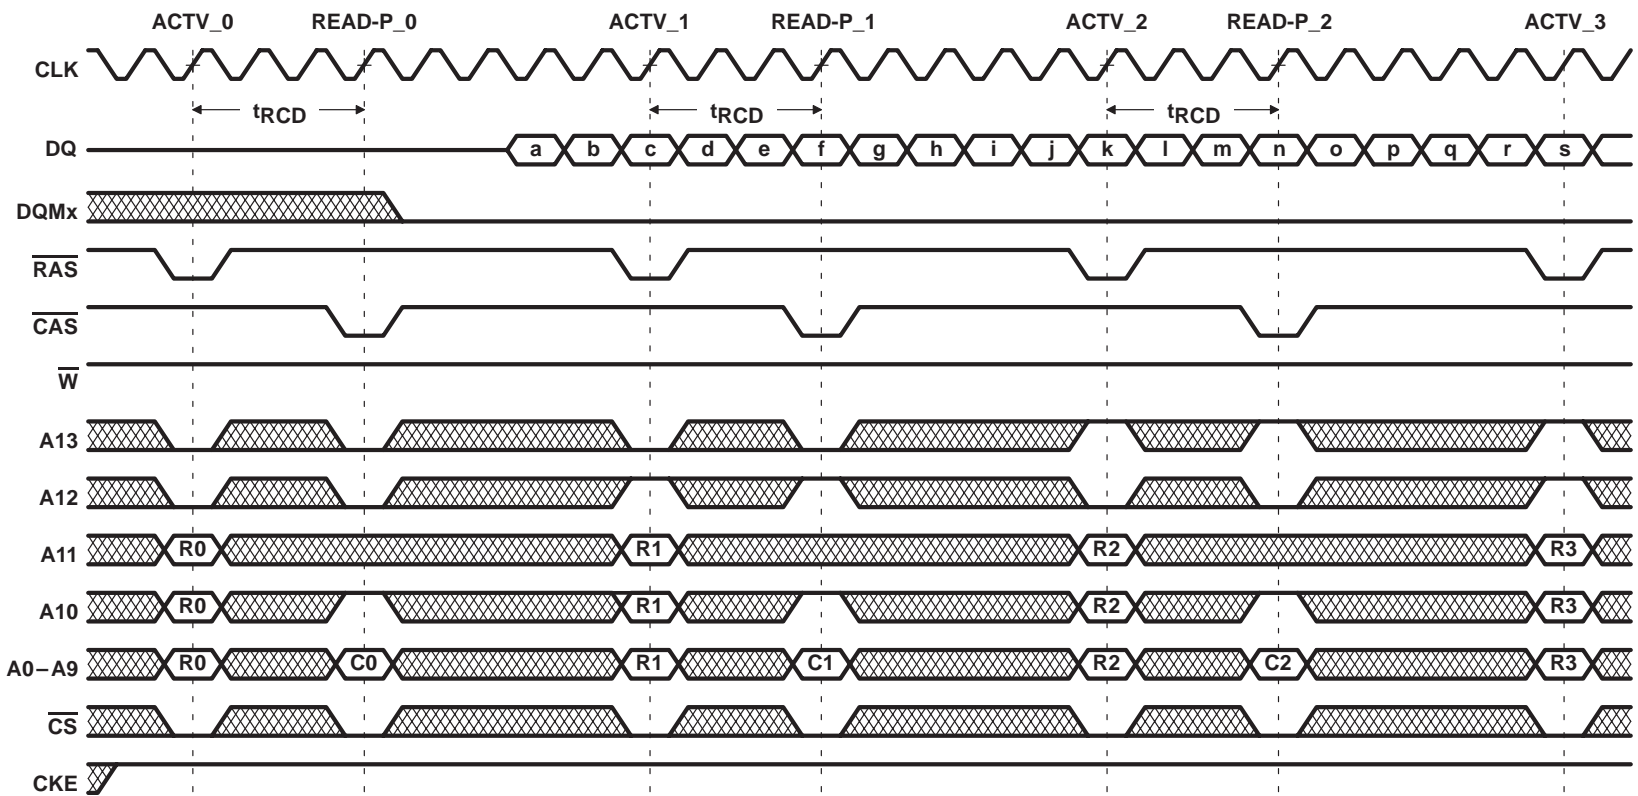 ACTV_0 READ-P_0 ACTV_1 READ-P_1 ACTV_2 READ-P_2 ACTV_3
CLK
tRCD tRCD tRCD
DQ a b c d e f g h i j k l m n o p q r s
DQMx
RAS
CAS
W
A13
A12
A11 R0 R1 R2 R3
A10 R0 R1 R2 R3
A0–A9 R0 C0 R1 C1 R2 C2 R3
CS
CKE